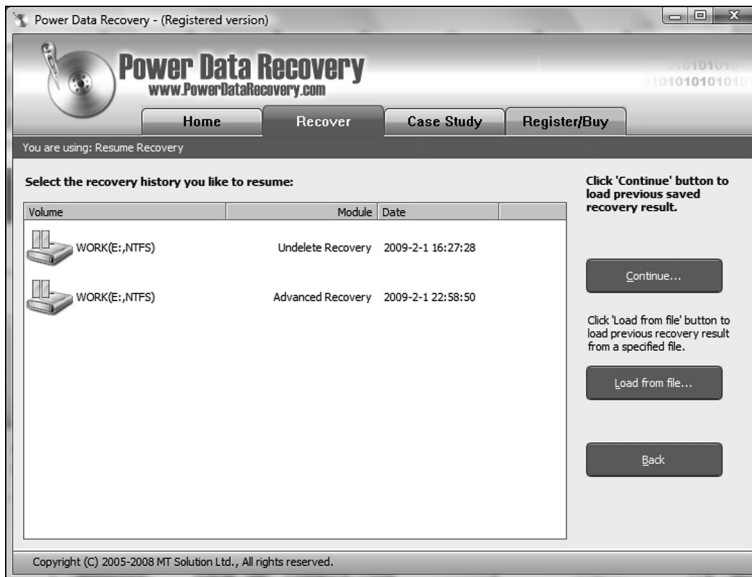 Power Data Recovery - (Registered version)
Power Data Recovery
www.PowerDataRecovery.com
Home Recover Case Study Register/Buy
You are using: Resume Recovery
Select the recovery history you like to resume:
Volume Module Date
WORK(E:,NTFS) Undelete Recovery 2009-2-1 16:27:28
WORK(E:,NTFS) Advanced Recovery 2009-2-1 22:58:50
Click 'Continue' button to
load previous saved
recovery result.
Continue...
Click 'Load from file' button to
load previous recovery result
from a specified file.
Load from file...
Back
Copyright (C) 2005-2008 MT Solution Ltd., All rights reserved.